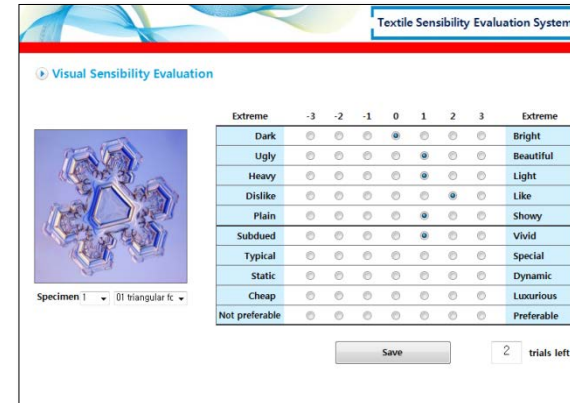 Textile Sensibility Evaluation System
Visual Sensibility Evaluation
Extreme -3 -2 -1 0 1 2 3 Extreme
Dark Bright
Ugly Beautiful
Heavy Light
Dislike Like
Plain Showy
Subdued Vivid
Typical Special
Static Dynamic
Cheap Luxurious
Not preferable Preferable
Specimen 1 01 triangular fc
Save 2 trials left